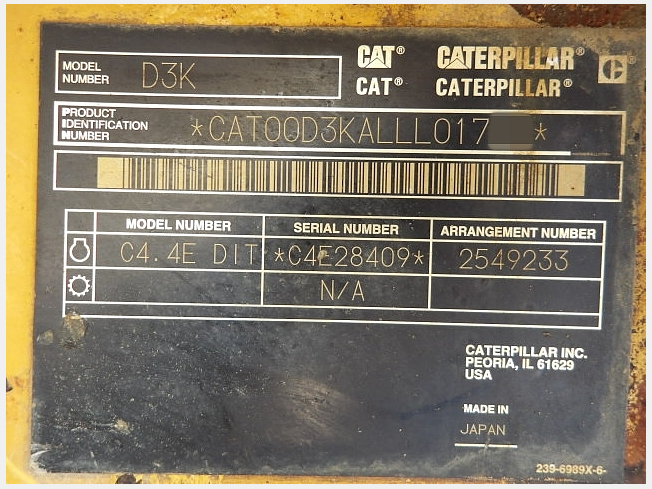 MODEL NUMBER D3K
CAT® CATERPILLAR®
CAT® CATERPILLAR®
PRODUCT IDENTIFICATION NUMBER *CAT00D3KALLL017 *
MODEL NUMBER SERIAL NUMBER ARRANGEMENT NUMBER
C4.4E DIT *C4E28409* 2549233
N/A
CATERPILLAR INC.
PEORIA, IL 61629
USA
MADE IN
JAPAN
239-6989X-6-